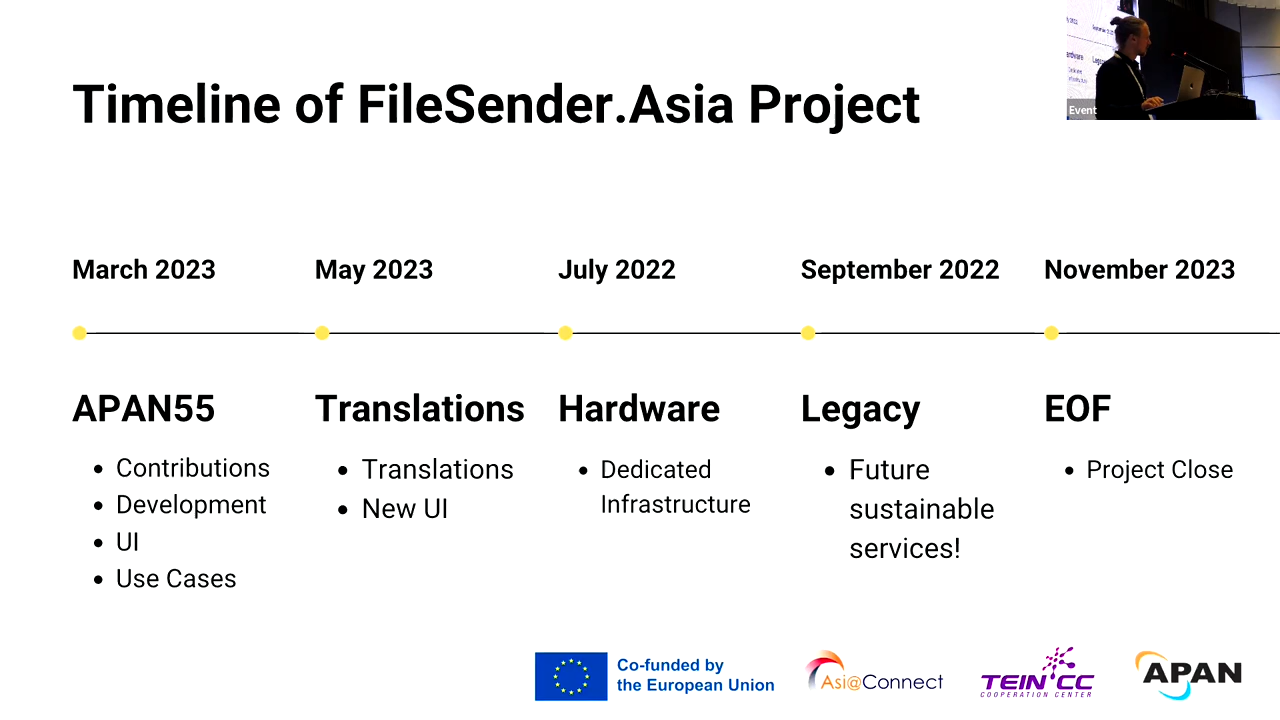 Timeline of FileSender.Asia Project
Event
March 2023
May 2023
July 2022
September 2022
November 2023
APAN55
Contributions
Development
UI
Use Cases
Translations
Translations
New UI
Hardware
Dedicated
Infrastructure
Legacy
Future
sustainable
services!
EOF
Project Close
Co-funded by
the European Union
Asi@Connect
TEIN*CC
COOPERATION CENTER
APAN